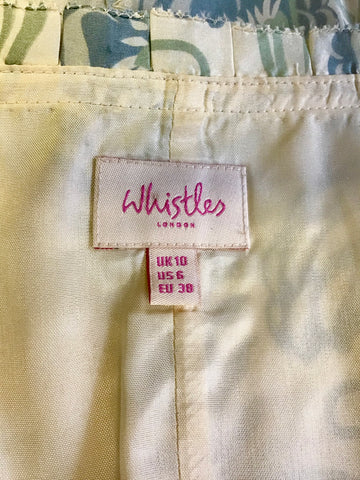 Whistles
LONDON
UK 10
US 6
EU 38